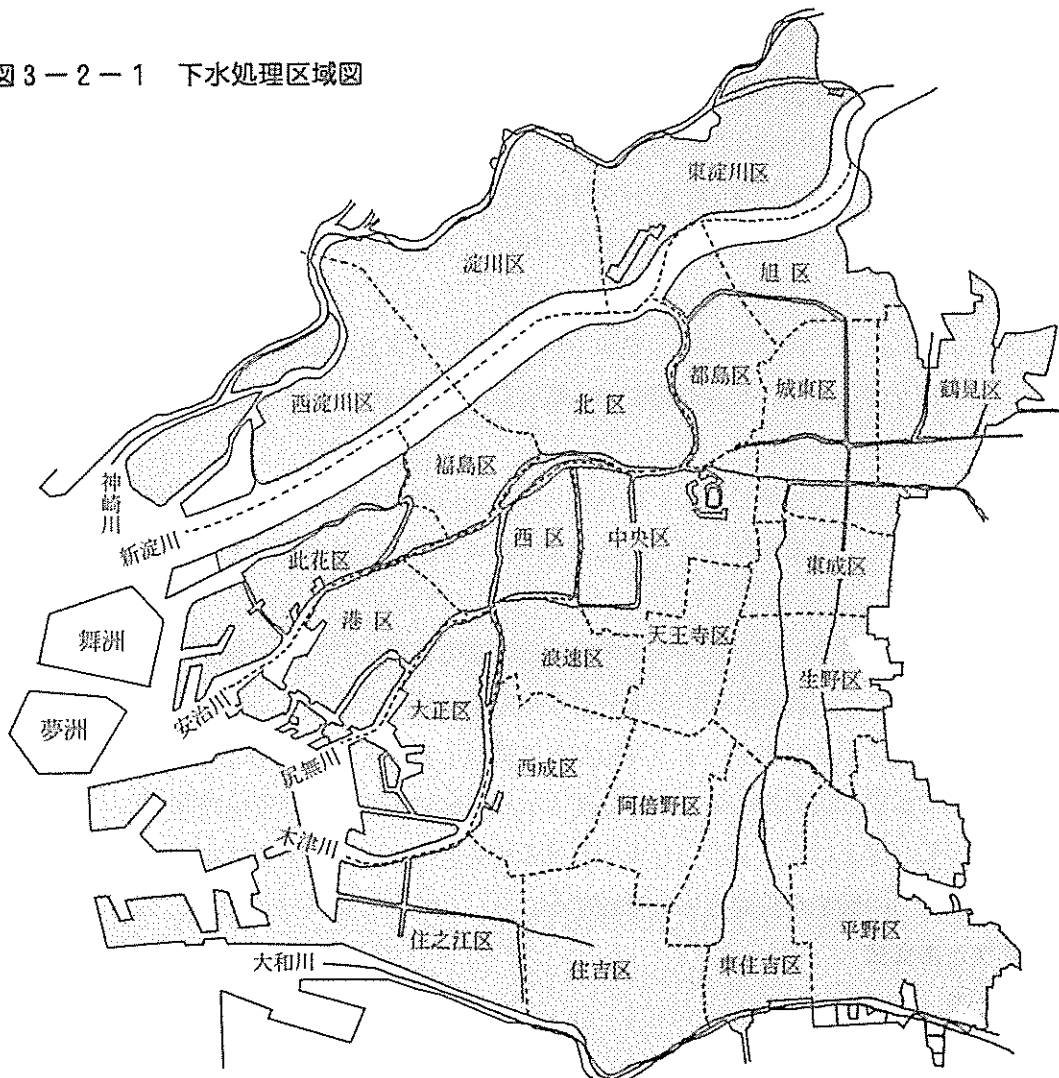 図3－2－1　下水処理区域図
東淀川区
淀川区
旭区
都島区
城東区
鶴見区
西淀川区
北区
福島区
神崎川
新淀川
此花区
西区
中央区
東成区
港区
天王寺区
舞洲
浪速区
生野区
安治川
大正区
夢洲
尻無川
西成区
阿倍野区
木津川
平野区
住之江区
大和川
住吉区
東住吉区